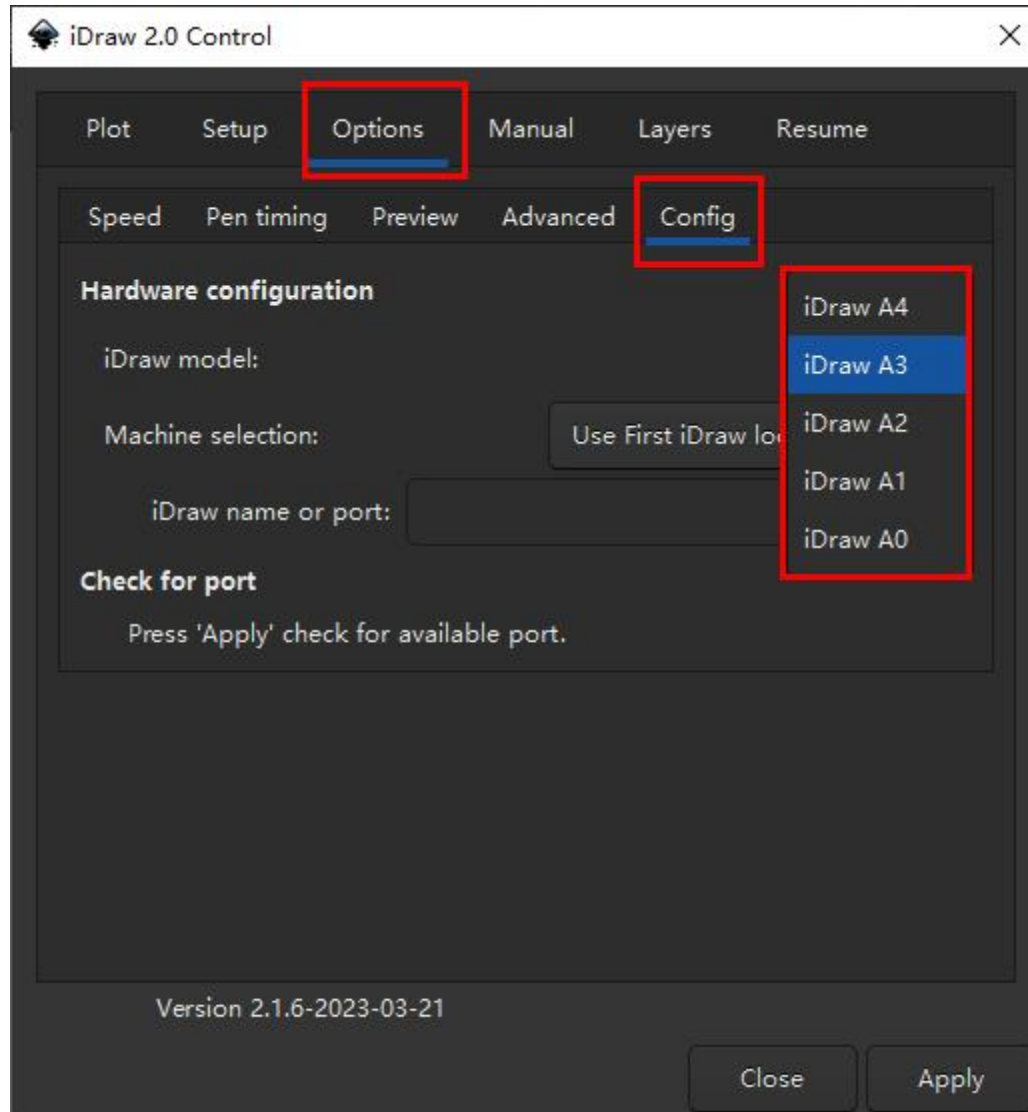 iDraw 2.0 Control
Plot Setup Options Manual Layers Resume
Speed Pen timing Preview Advanced Config
Hardware configuration
iDraw A4
iDraw model:
iDraw A3
Machine selection:
Use First iDraw
iDraw A2
iDraw A1
iDraw name or port:
iDraw A0
Check for port
Press 'Apply' check for available port.
Version 2.1.6-2023-03-21
Close Apply